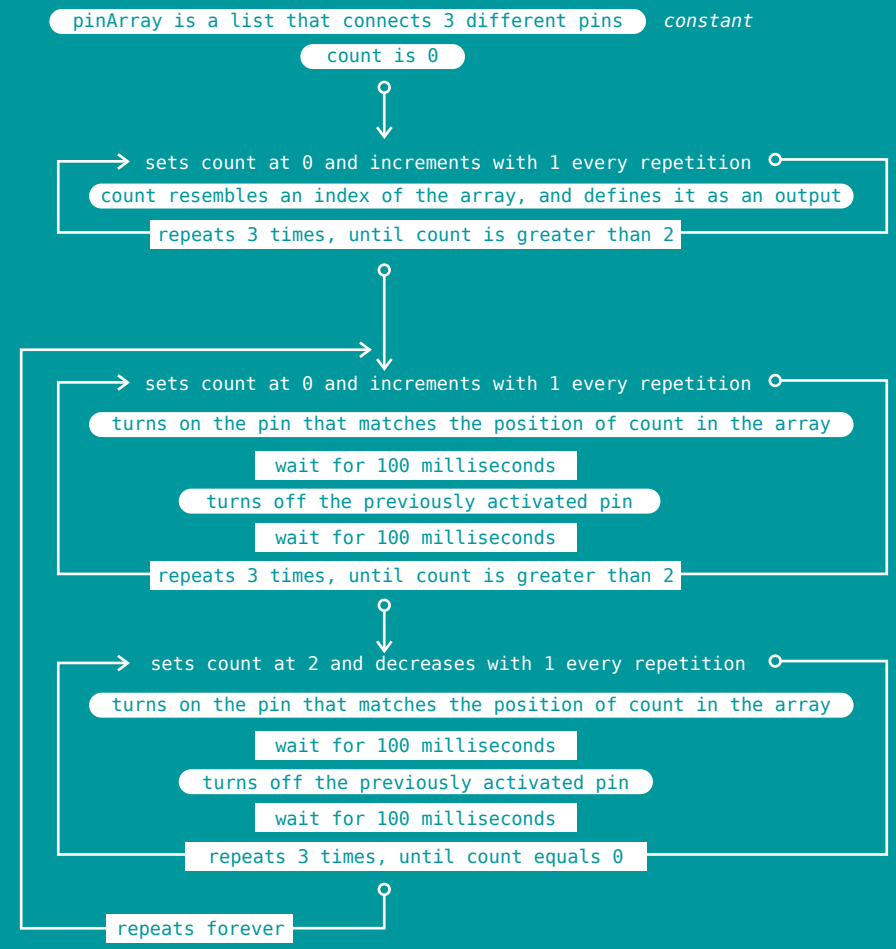 pinArray is a list that connects 3 different pins constant
count is 0
sets count at 0 and increments with 1 every repetition
count resembles an index of the array, and defines it as an output
repeats 3 times, until count is greater than 2
sets count at 0 and increments with 1 every repetition
turns on the pin that matches the position of count in the array
wait for 100 milliseconds
turns off the previously activated pin
wait for 100 milliseconds
repeats 3 times, until count is greater than 2
sets count at 2 and decreases with 1 every repetition
turns on the pin that matches the position of count in the array
wait for 100 milliseconds
turns off the previously activated pin
wait for 100 milliseconds
repeats 3 times, until count equals 0
repeats forever